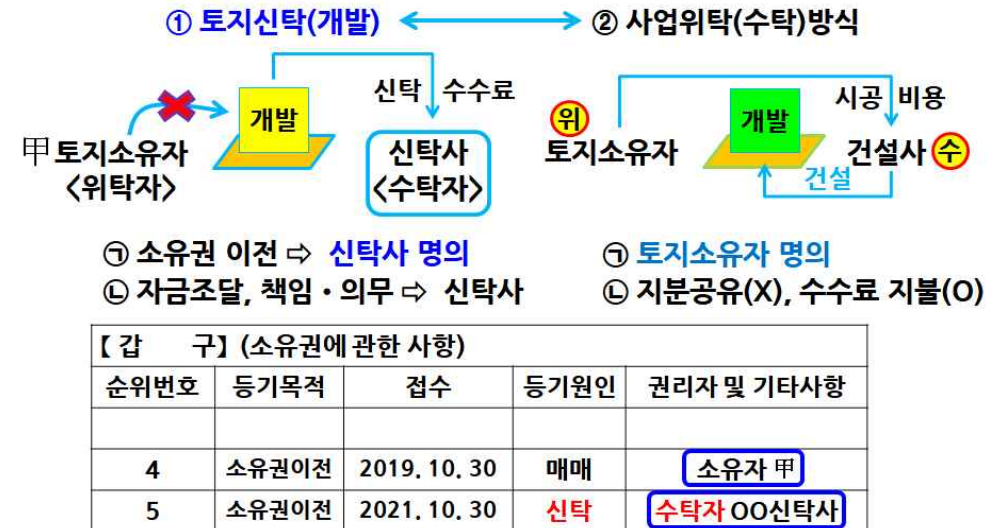 ① 토지신탁(개발) ② 사업위탁(수탁)방식
개발
신탁 수수료
甲 토지소유자
<위탁자>
신탁사
<수탁자>
위
토지소유자
개발
시공 비용
건설사 수
건설
㉠ 소유권 이전 ⇨ 신탁사 명의
㉡ 자금조달, 책임·의무 ⇨ 신탁사
㉠ 토지소유자 명의
㉡ 지분공유(X), 수수료 지불(O)
【 갑 구】 (소유권에 관한 사항)
순위번호 등기목적 접수 등기원인 권리자 및 기타사항
4 소유권이전 2019. 10. 30 매매 소유자 甲
5 소유권이전 2021. 10. 30 신탁 수탁자 OO신탁사